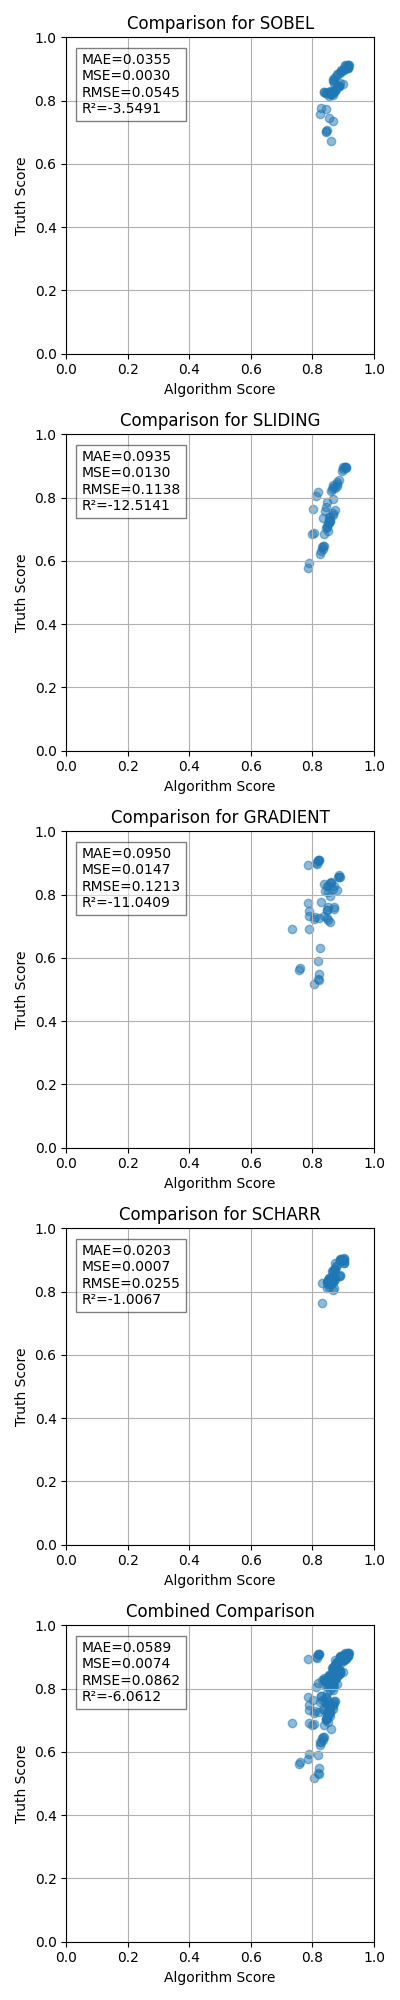 Comparison for SOBEL
MAE=0.0355
MSE=0.0030
RMSE=0.0545
R²=-3.5491
1.0
0.8
0.6
0.4
0.2
0.0
Truth Score
0.0 0.2 0.4 0.6 0.8 1.0
Algorithm Score
Comparison for SLIDING
MAE=0.0935
MSE=0.0130
RMSE=0.1138
R²=-12.5141
1.0
0.8
0.6
0.4
0.2
0.0
Truth Score
0.0 0.2 0.4 0.6 0.8 1.0
Algorithm Score
Comparison for GRADIENT
MAE=0.0950
MSE=0.0147
RMSE=0.1213
R²=-11.0409
1.0
0.8
0.6
0.4
0.2
0.0
Truth Score
0.0 0.2 0.4 0.6 0.8 1.0
Algorithm Score
Comparison for SCHARR
MAE=0.0203
MSE=0.0007
RMSE=0.0255
R²=-1.0067
1.0
0.8
0.6
0.4
0.2
0.0
Truth Score
0.0 0.2 0.4 0.6 0.8 1.0
Algorithm Score
Combined Comparison
MAE=0.0589
MSE=0.0074
RMSE=0.0862
R²=-6.0612
1.0
0.8
0.6
0.4
0.2
0.0
Truth Score
0.0 0.2 0.4 0.6 0.8 1.0
Algorithm Score